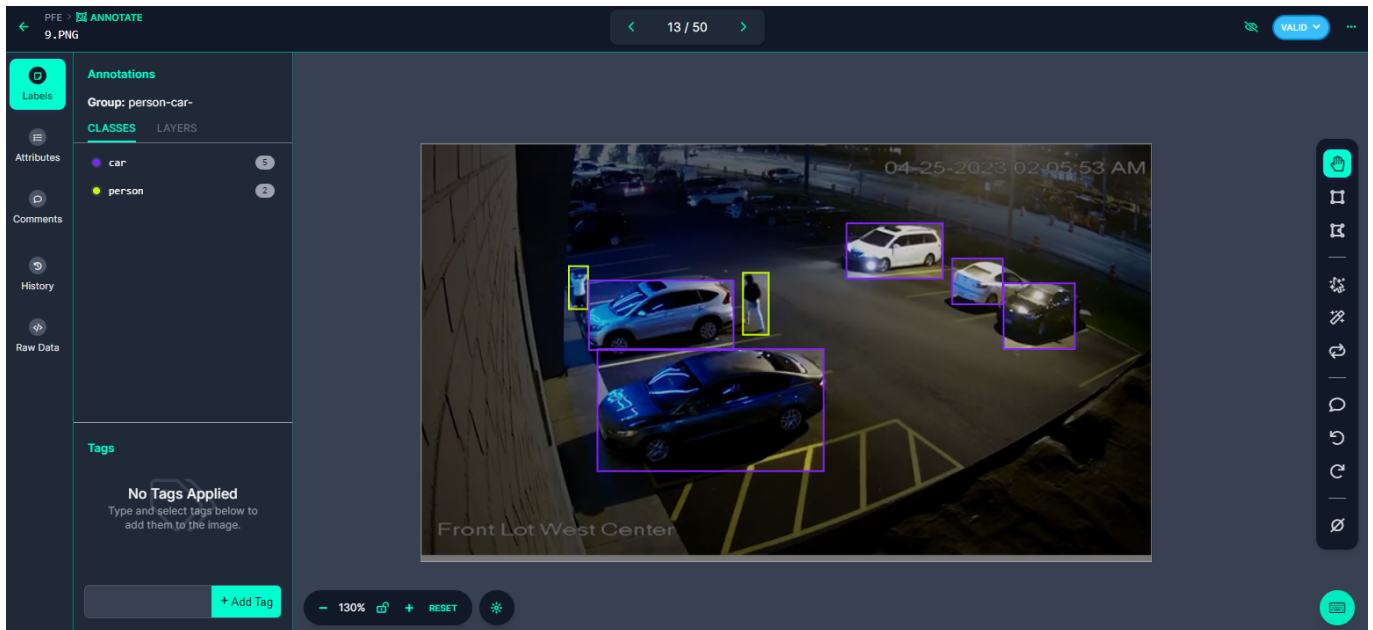 PFE > ANNOTATE
9.PNG
13 / 50
VALID
Labels
Attributes
Comments
History
Raw Data
Annotations
Group: person-car-
CLASSES LAYERS
car 5
person 2
Tags
No Tags Applied
Type and select tags below to
add them to the image.
+ Add Tag
04-25-2023 02:05:53 AM
Front Lot West Center
130% RESET